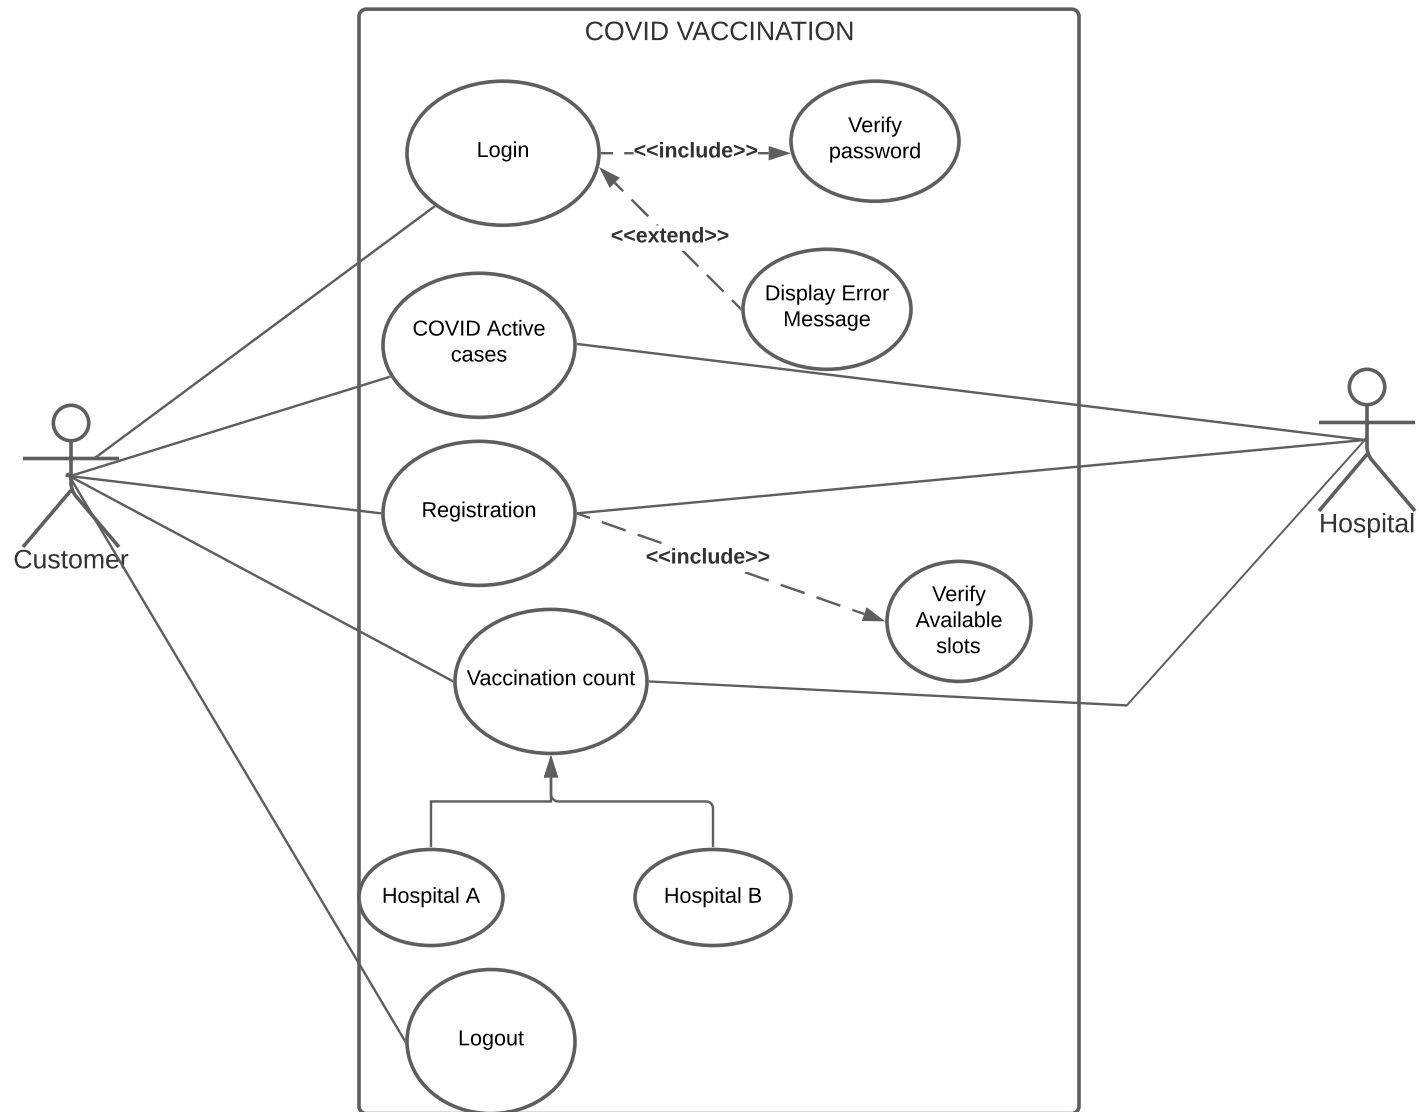 COVID VACCINATION
Login
<<include>>
Verify
password
<<extend>>
Display Error
Message
COVID Active
cases
Customer
Registration
Hospital
<<include>>
Verify
Available
slots
Vaccination count
Hospital A
Hospital B
Logout